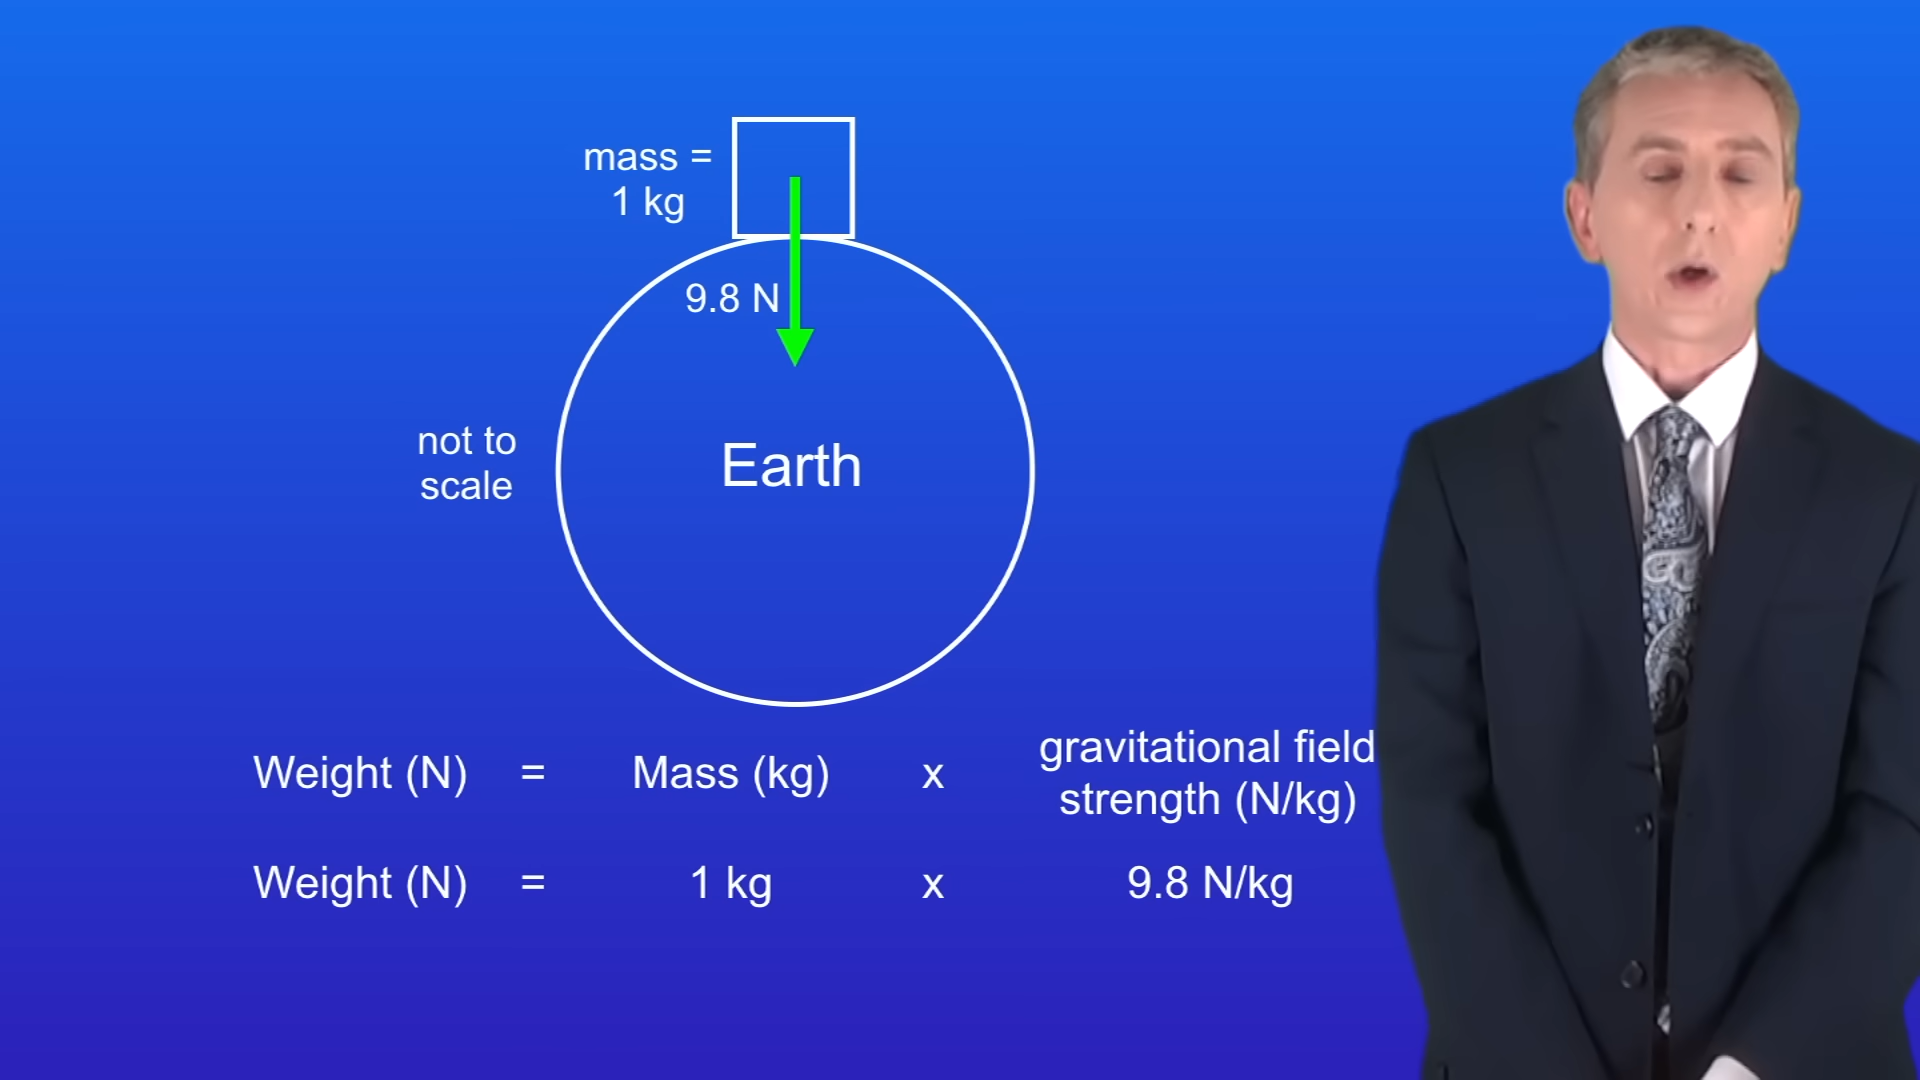 mass =
1 kg
9.8 N
not to
scale
Earth
Weight (N) = Mass (kg) x gravitational field
strength (N/kg)
Weight (N) = 1 kg x 9.8 N/kg